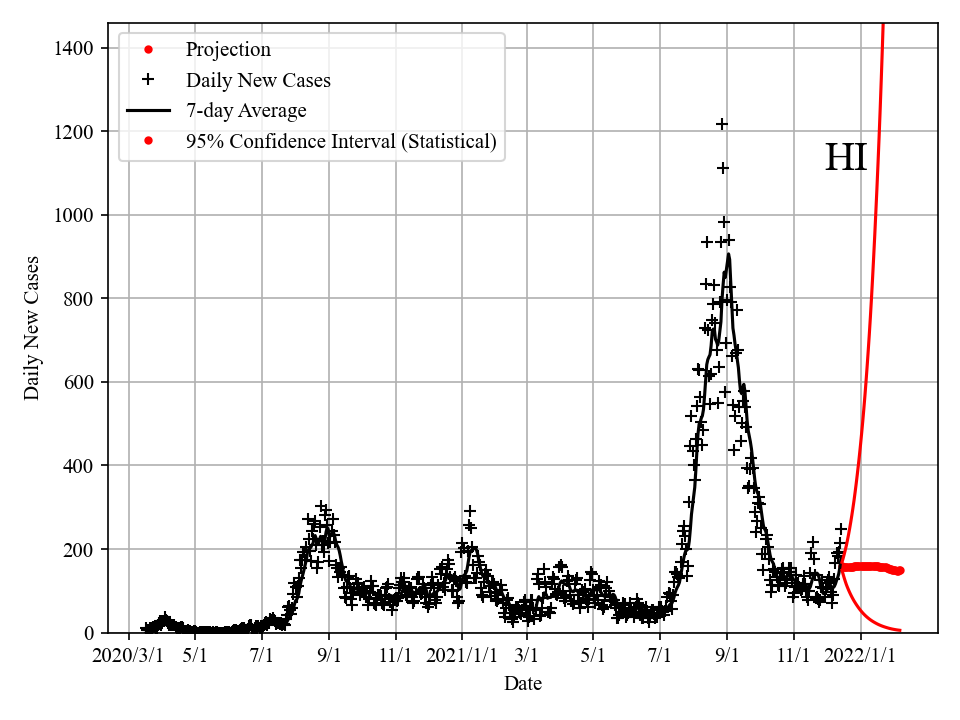 1400
1200
1000
800
600
400
200
0
Daily New Cases
Projection
Daily New Cases
7-day Average
95% Confidence Interval (Statistical)
HI
2020/3/1 5/1 7/1 9/1 11/1 2021/1/1 3/1 5/1 7/1 9/1 11/1 2022/1/1
Date